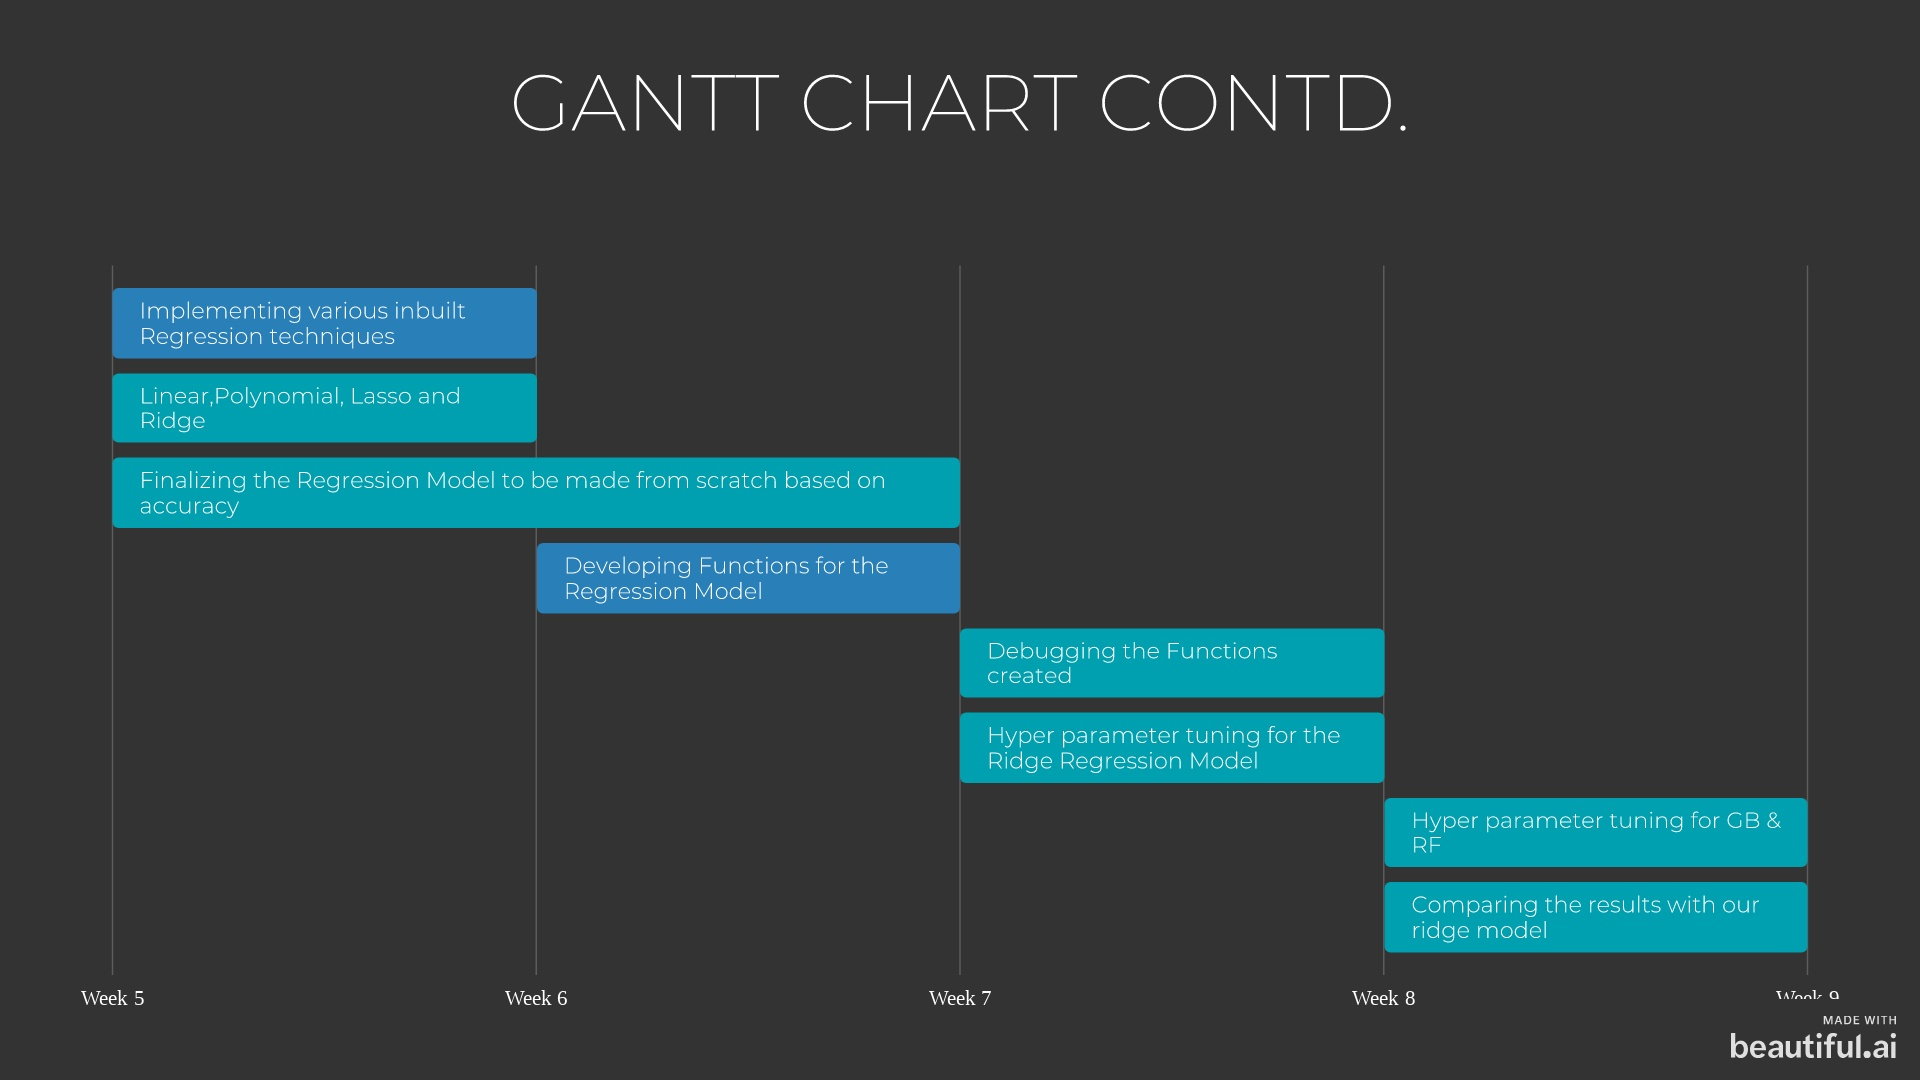 GANTT CHART CONTD.
Implementing various inbuilt
Regression techniques
Linear,Polynomial, Lasso and
Ridge
Finalizing the Regression Model to be made from scratch based on
accuracy
Developing Functions for the
Regression Model
Debugging the Functions
created
Hyper parameter tuning for the
Ridge Regression Model
Hyper parameter tuning for GB &
RF
Comparing the results with our
ridge model
Week 5
Week 6
Week 7
Week 8
Week 9
MADE WITH
beautiful.ai